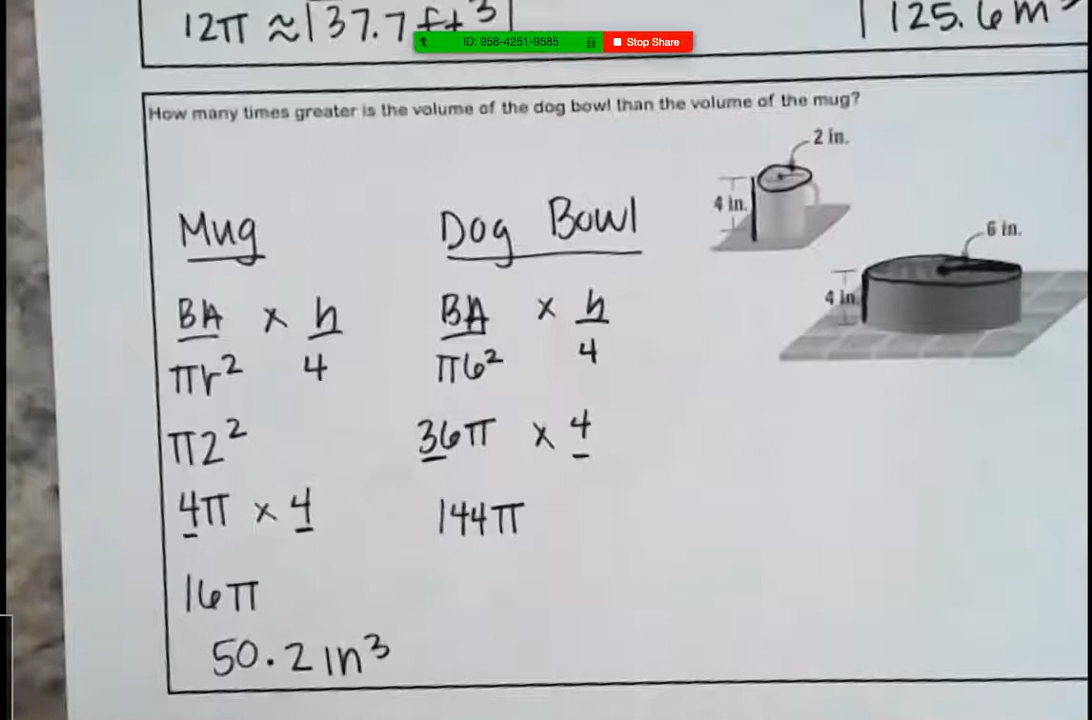 12π ≈ 37.7 ft³
125.6 m³
ID: 958-4251-9585
Stop Share
How many times greater is the volume of the dog bowl than the volume of the mug?
2 in.
4 in.
6 in.
4 in.
Mug
BA x h
πr² 4
π2²
4π x 4
16π
50.2 in³
Dog Bowl
BA x h
π6² 4
36π x 4
144π